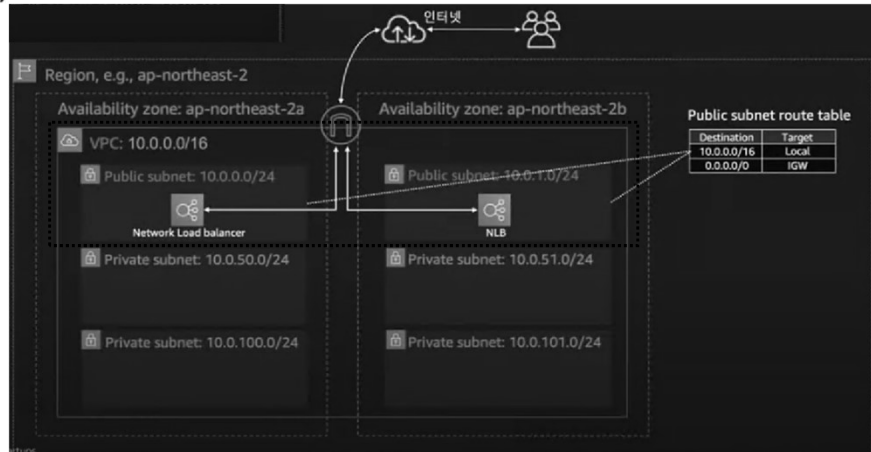 인터넷
Region, e.g., ap-northeast-2
Availability zone: ap-northeast-2a
Availability zone: ap-northeast-2b
Public subnet route table
Destination Target
10.0.0.0/16 Local
0.0.0.0/0 IGW
VPC: 10.0.0.0/16
Public subnet: 10.0.0.0/24
Public subnet: 10.0.1.0/24
Network Load balancer
NLB
Private subnet: 10.0.50.0/24
Private subnet: 10.0.51.0/24
Private subnet: 10.0.100.0/24
Private subnet: 10.0.101.0/24